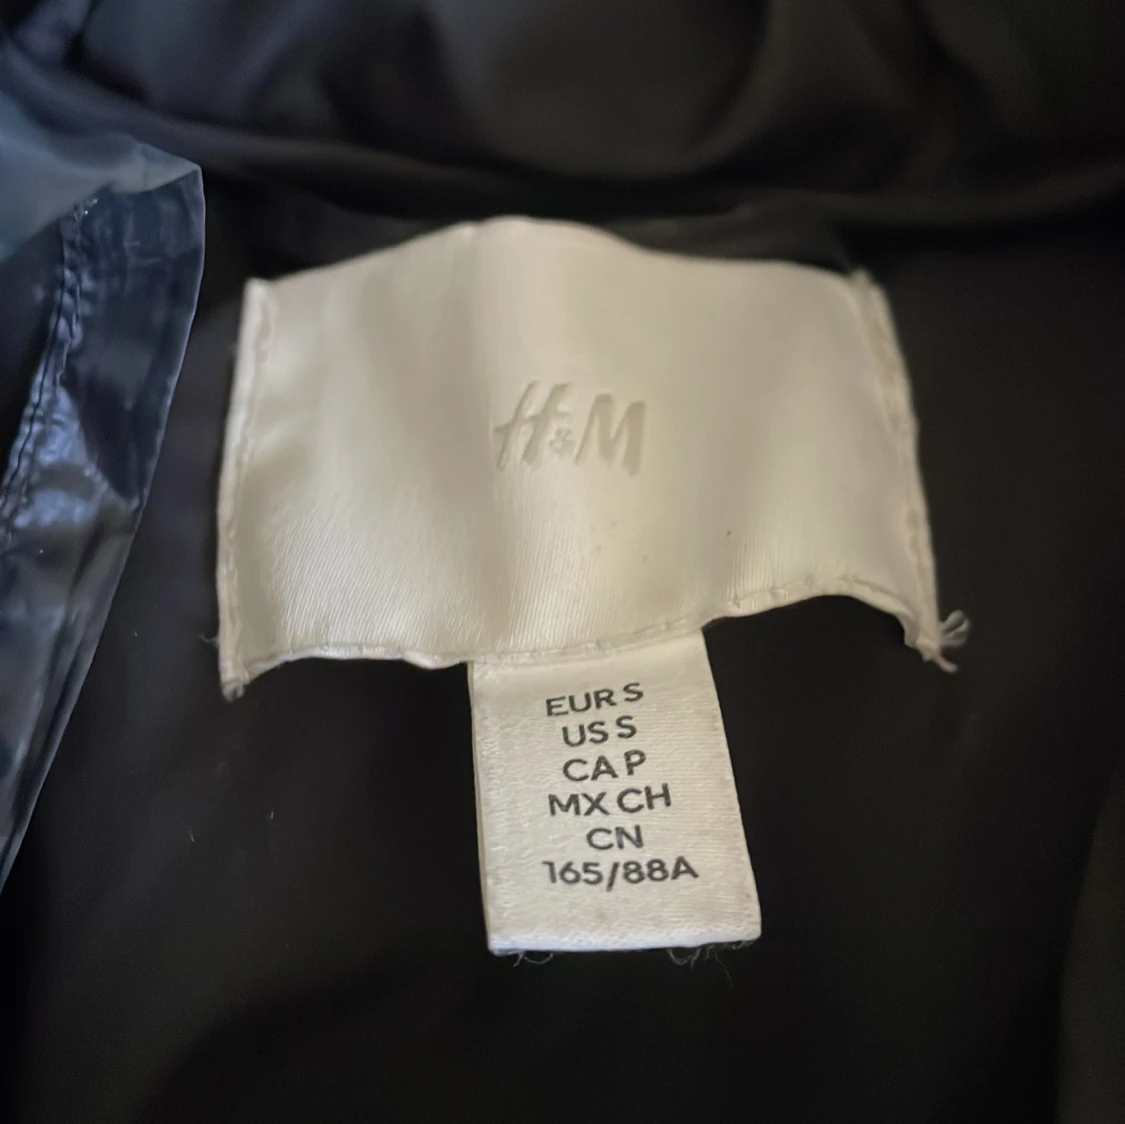 H&M
EUR S
US S
CA P
MX CH
CN
165/88A